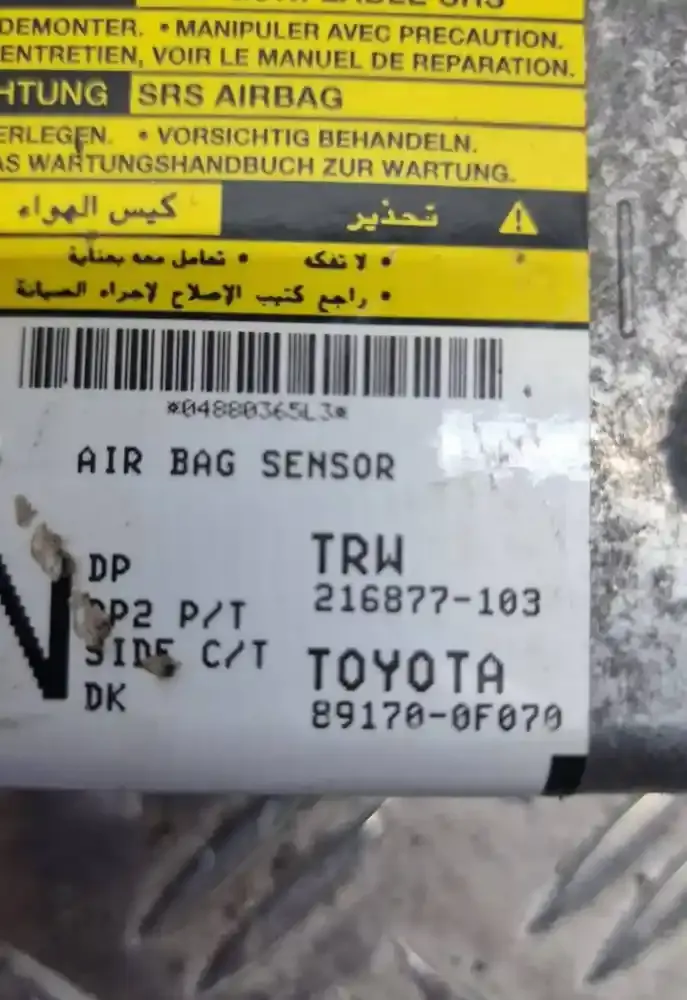 SRS
DEMONTER. • MANIPULER AVEC PRECAUTION.
ENTRETIEN, VOIR LE MANUEL DE REPARATION.
HTUNG SRS AIRBAG
ERLEGEN. • VORSICHTIG BEHANDELN.
AS WARTUNGSHANDBUCH ZUR WARTUNG.
تحذير كيس الهواء
• لا تفكه • تعامل معه بعناية
• راجع كتيب الإصلاح لاجراء الصيانة
*04880365L3*
AIR BAG SENSOR
DP
DP2 P/T
SIDE C/T
DK
N
TRW
216877-103
TOYOTA
89170-0F070